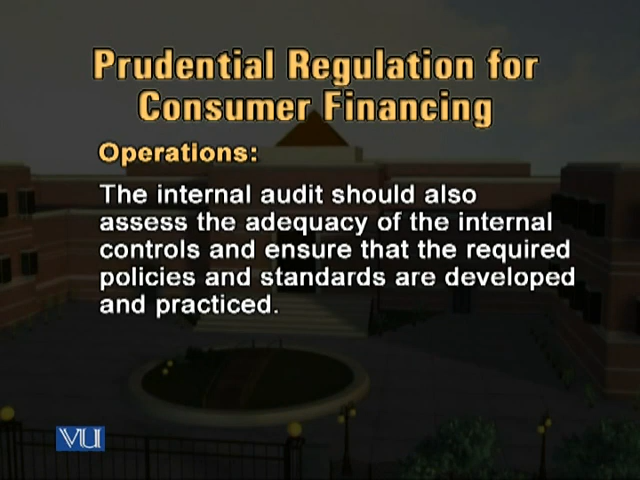 Prudential Regulation for
Consumer Financing
Operations:
The internal audit should also
assess the adequacy of the internal
controls and ensure that the required
policies and standards are developed
and practiced.
VU